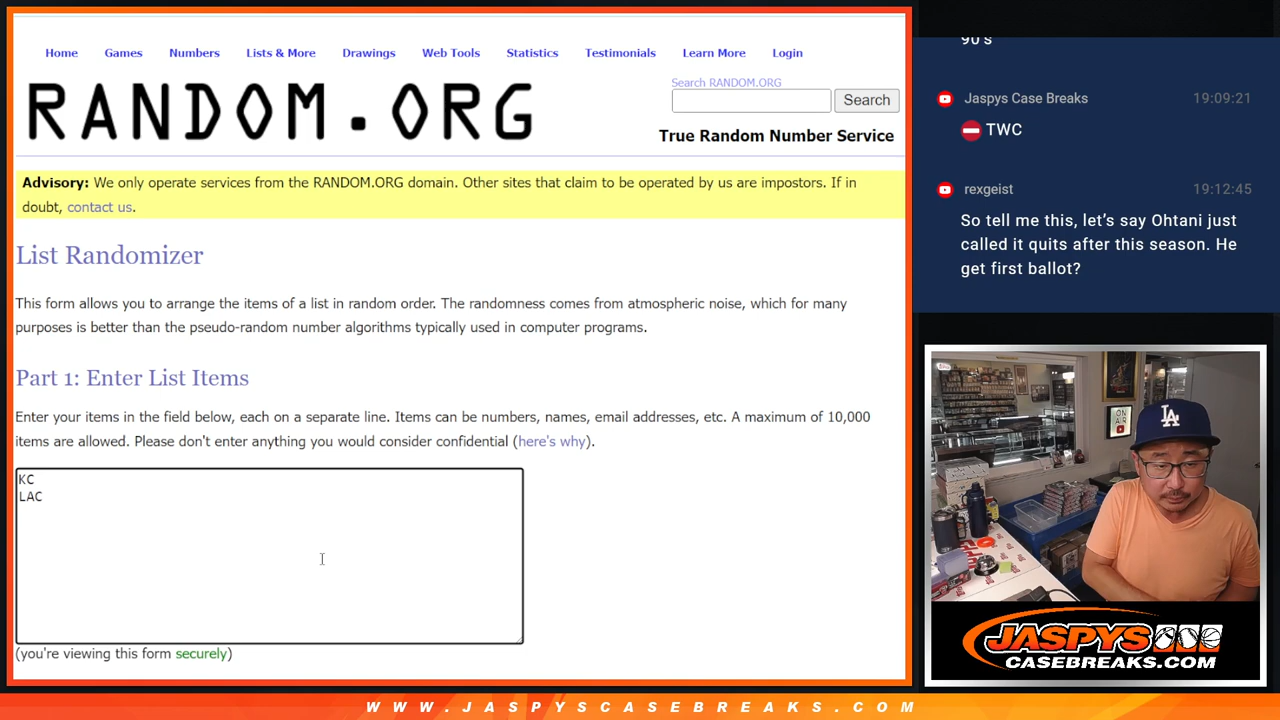 Home Games Numbers Lists & More Drawings Web Tools Statistics Testimonials Learn More Login
RANDOM.ORG
Search RANDOM.ORG
Search
True Random Number Service
Advisory: We only operate services from the RANDOM.ORG domain. Other sites that claim to be operated by us are impostors. If in
doubt, contact us.
List Randomizer
This form allows you to arrange the items of a list in random order. The randomness comes from atmospheric noise, which for many
purposes is better than the pseudo-random number algorithms typically used in computer programs.
Part 1: Enter List Items
Enter your items in the field below, each on a separate line. Items can be numbers, names, email addresses, etc. A maximum of 10,000
items are allowed. Please don't enter anything you would consider confidential (here's why).
KC
LAC
(you're viewing this form securely)
90's
Jaspys Case Breaks 19:09:21
TWC
rexgeist 19:12:45
So tell me this, let's say Ohtani just
called it quits after this season. He
get first ballot?
ON
AIR
LA
JASPYS
CASEBREAKS.COM
WWW.JASPYSCASEBREAKS.COM